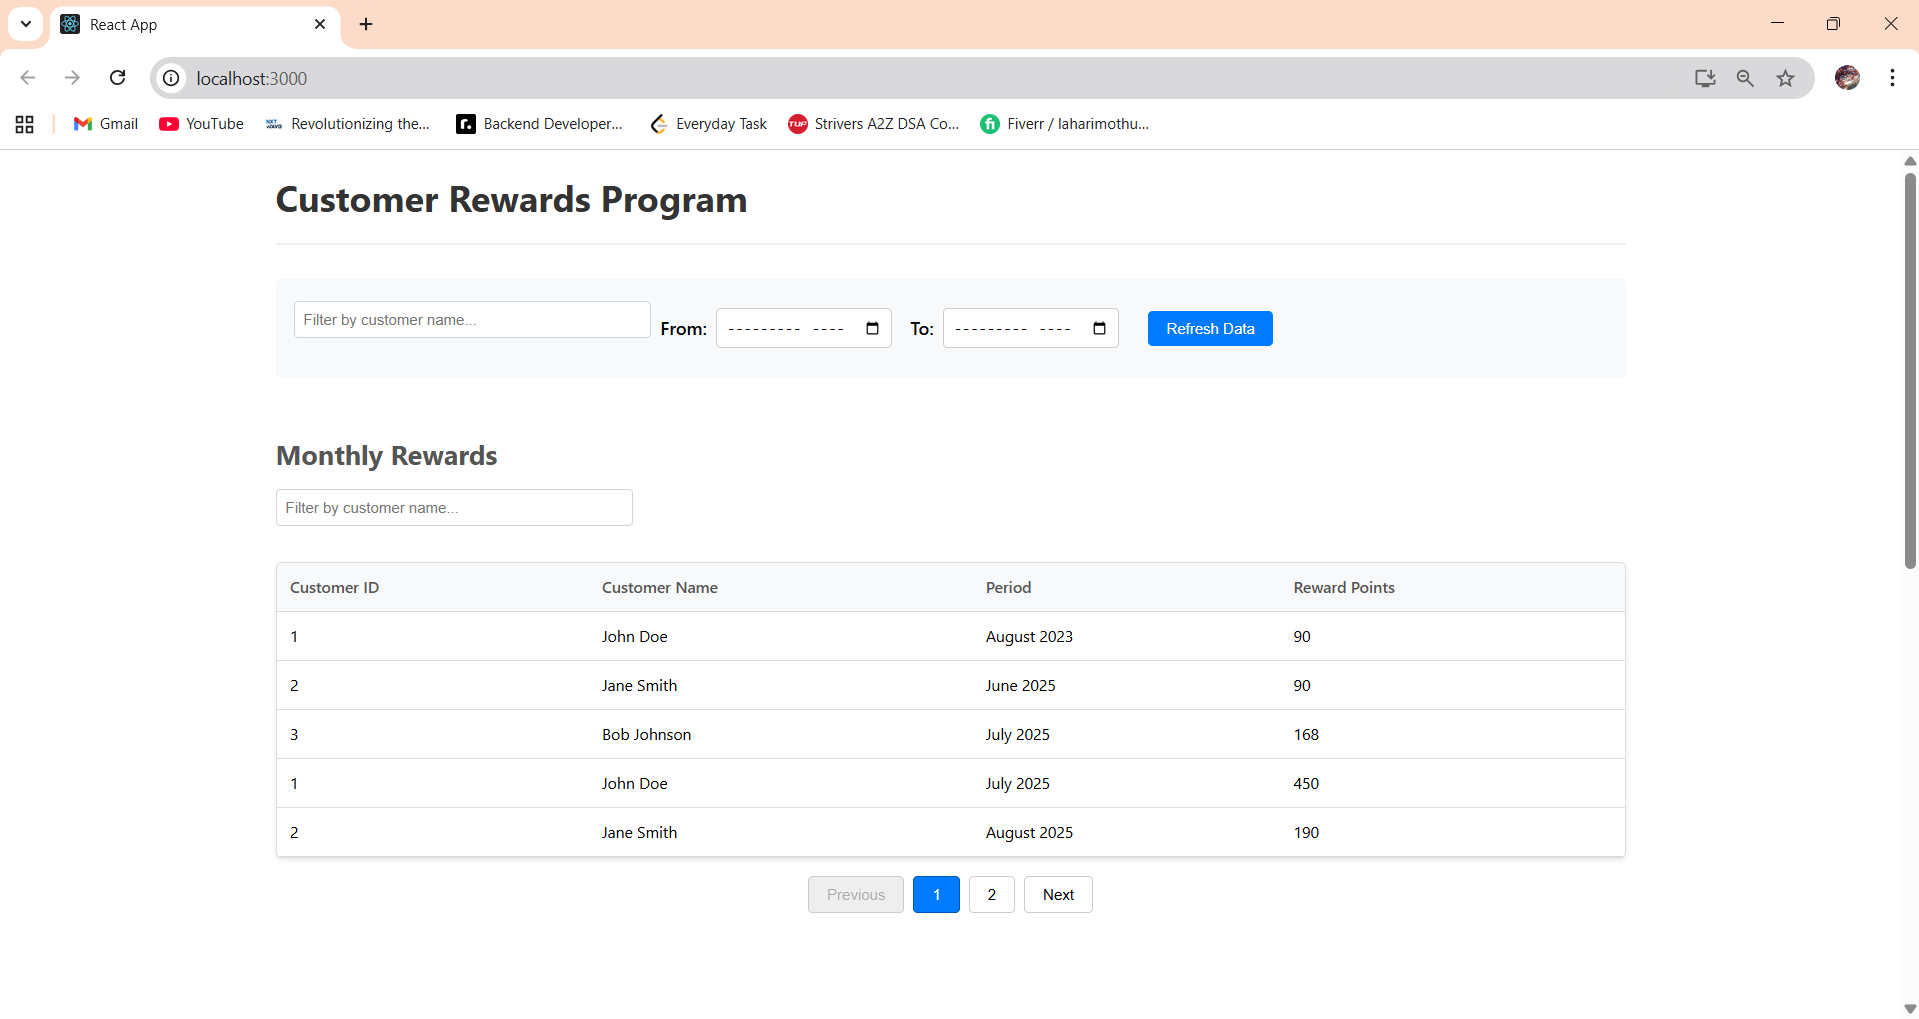 React App
localhost:3000
Gmail YouTube NXT WAVE Revolutionizing the... r. Backend Developer... Everyday Task TUF Strivers A2Z DSA Co... fi Fiverr / laharimothu...
Customer Rewards Program
Filter by customer name... From: --------- ---- To: --------- ---- Refresh Data
Monthly Rewards
Filter by customer name...
Customer ID Customer Name Period Reward Points
1 John Doe August 2023 90
2 Jane Smith June 2025 90
3 Bob Johnson July 2025 168
1 John Doe July 2025 450
2 Jane Smith August 2025 190
Previous 1 2 Next